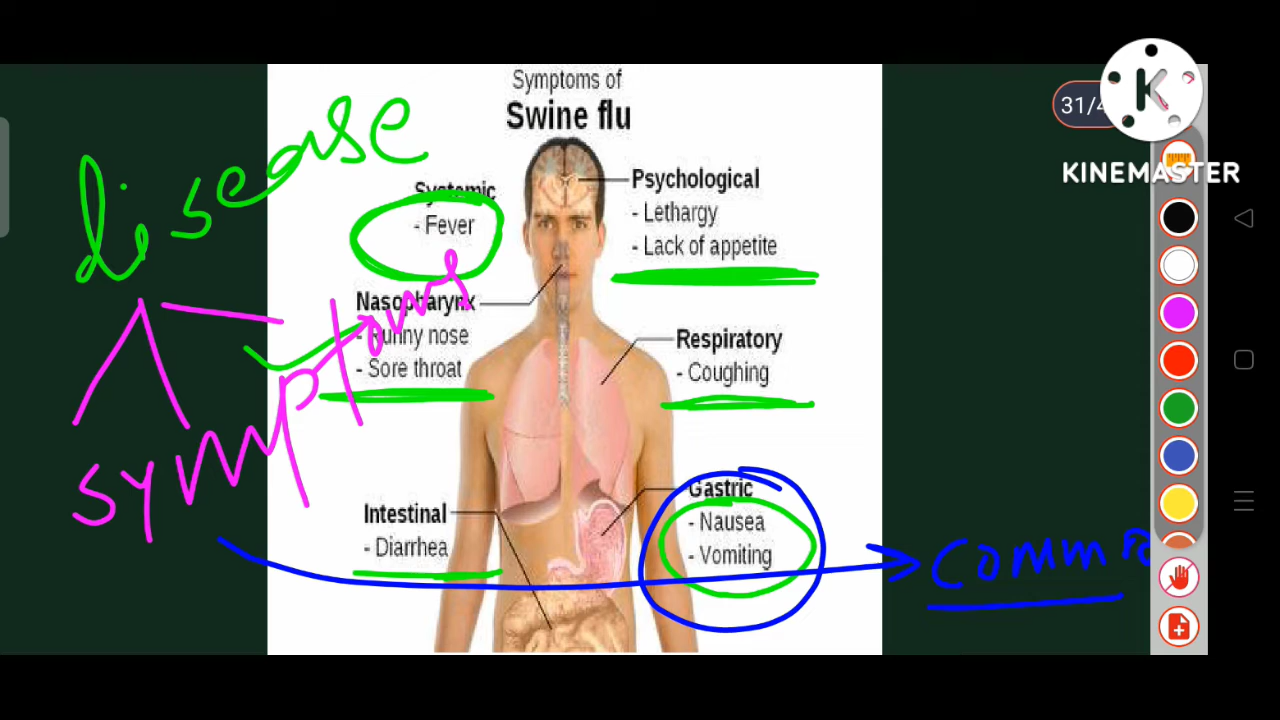 Symptoms of
Swine flu
disease
Systemic
- Fever
Psychological
- Lethargy
- Lack of appetite
Nasopharynx
- Runny nose
- Sore throat
Respiratory
- Coughing
symptoms
Intestinal
- Diarrhea
Gastric
- Nausea
- Vomiting
commo
31/4
KINEMASTER